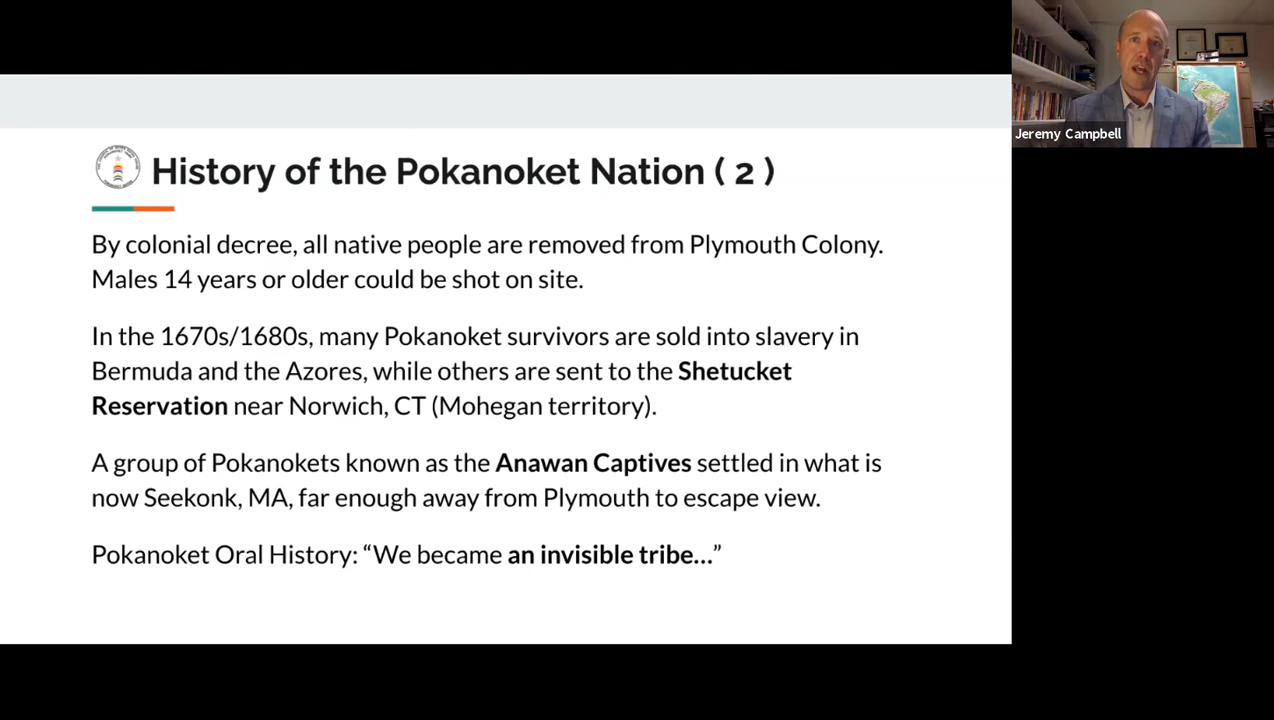 History of the Pokanoket Nation ( 2 )
By colonial decree, all native people are removed from Plymouth Colony.
Males 14 years or older could be shot on site.
In the 1670s/1680s, many Pokanoket survivors are sold into slavery in
Bermuda and the Azores, while others are sent to the Shetucket
Reservation near Norwich, CT (Mohegan territory).
A group of Pokanokets known as the Anawan Captives settled in what is
now Seekonk, MA, far enough away from Plymouth to escape view.
Pokanoket Oral History: “We became an invisible tribe...”
Jeremy Campbell